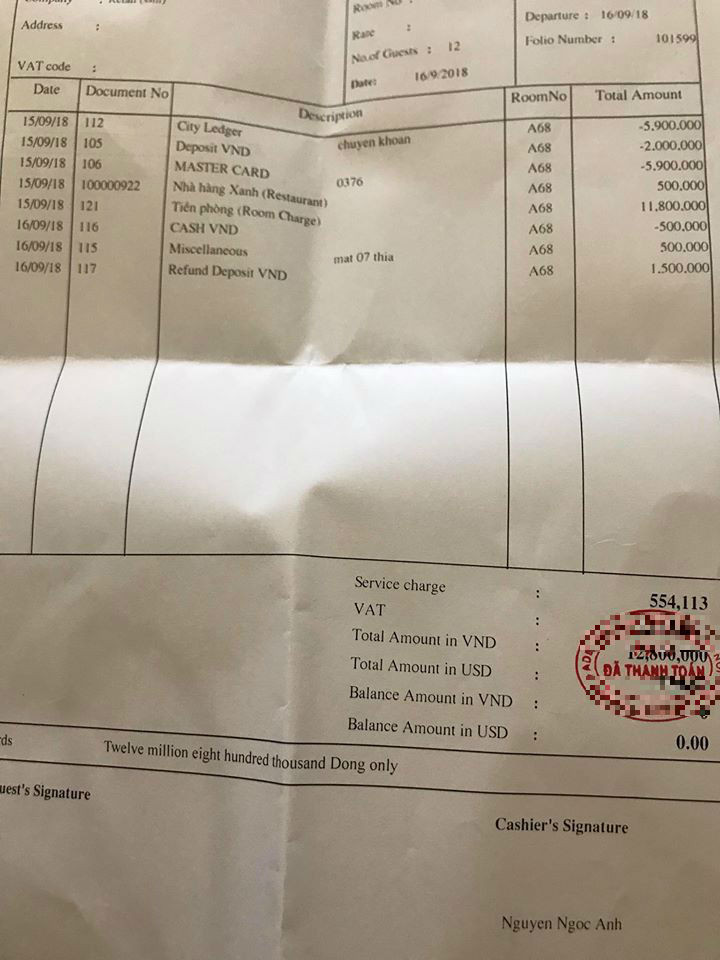 Address :
VAT code :
Room No :
Rate :
No.of Guests : 12
Date: 16/9/2018
Departure : 16/09/18
Folio Number : 101599
Date Document No Description RoomNo Total Amount
15/09/18 112 City Ledger chuyen khoan A68 -5.900.000
15/09/18 105 Deposit VND A68 -2.000.000
15/09/18 106 MASTER CARD 0376 A68 -5.900.000
15/09/18 100000922 Nhà hàng Xanh (Restaurant) A68 500.000
15/09/18 121 Tiền phòng (Room Charge) A68 11.800.000
16/09/18 116 CASH VND A68 -500.000
16/09/18 115 Miscellaneous mat 07 thia A68 500.000
16/09/18 117 Refund Deposit VND A68 1.500.000
Service charge : 554,113
VAT :
Total Amount in VND : 12,800,000
Total Amount in USD :
ĐÃ THANH TOÁN
Balance Amount in VND :
Balance Amount in USD : 0.00
Twelve million eight hundred thousand Dong only
uest's Signature
Cashier's Signature
Nguyen Ngoc Anh